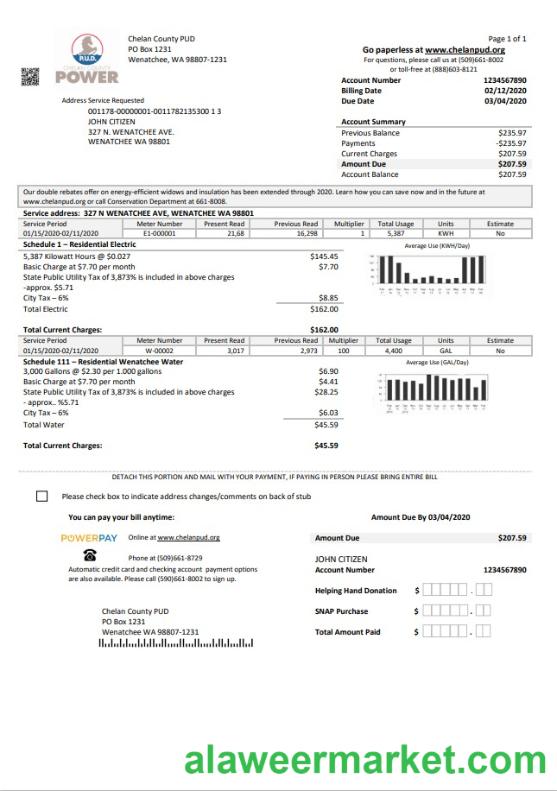 P.U.D.
CHELAN COUNTY
POWER
Chelan County PUD
PO Box 1231
Wenatchee, WA 98807-1231
Page 1 of 1
Go paperless at www.chelanpud.org
For questions, please call us at (509)661-8002
or toll-free at (888)603-8121
Account Number 1234567890
Billing Date 02/12/2020
Due Date 03/04/2020
Address Service Requested
001178-00000001-0011782135300 1 3
JOHN CITIZEN
327 N. WENATCHEE AVE.
WENATCHEE WA 98801
Account Summary
Previous Balance $235.97
Payments -$235.97
Current Charges $207.59
Amount Due $207.59
Account Balance $207.59
Our double rebates offer on energy-efficient widows and insulation has been extended through 2020. Learn how you can save now and in the future at
www.chelanpud.org or call Conservation Department at 661-8008.
Service address: 327 N WENATCHEE AVE, WENATCHEE WA 98801
Service Period Meter Number Present Read Previous Read Multiplier Total Usage Units Estimate
01/15/2020-02/11/2020 E1-000001 21,68 16,298 1 5,387 KWH No
Schedule 1 – Residential Electric
5,387 Kilowatt Hours @ $0.027 $145.45
Basic Charge at $7.70 per month $7.70
State Public Utility Tax of 3,873% is included in above charges
-approx. $5.71
City Tax – 6% $8.85
Total Electric $162.00
Average Use (KWH/Day)
Total Current Charges: $162.00
Service Period Meter Number Present Read Previous Read Multiplier Total Usage Units Estimate
01/15/2020-02/11/2020 W-00002 3,017 2,973 100 4,400 GAL No
Schedule 111 – Residential Wenatchee Water
3,000 Gallons @ $2.30 per 1.000 gallons $6.90
Basic Charge at $7.70 per month $4.41
State Public Utility Tax of 3,873% is included in above charges $28.25
- approx.. %5.71
City Tax – 6% $6.03
Total Water $45.59
Average Use (GAL/Day)
Total Current Charges: $45.59
DETACH THIS PORTION AND MAIL WITH YOUR PAYMENT, IF PAYING IN PERSON PLEASE BRING ENTIRE BILL
Please check box to indicate address changes/comments on back of stub
You can pay your bill anytime:
POWERPAY Online at www.chelanpud.org
Phone at (509)661-8729
Automatic credit card and checking account payment options
are also available. Please call (590)661-8002 to sign up.
Amount Due By 03/04/2020
Amount Due $207.59
JOHN CITIZEN
Account Number 1234567890
Helping Hand Donation $ .
SNAP Purchase $ .
Total Amount Paid $ .
Chelan County PUD
PO Box 1231
Wenatchee WA 98807-1231
alaweermarket.com